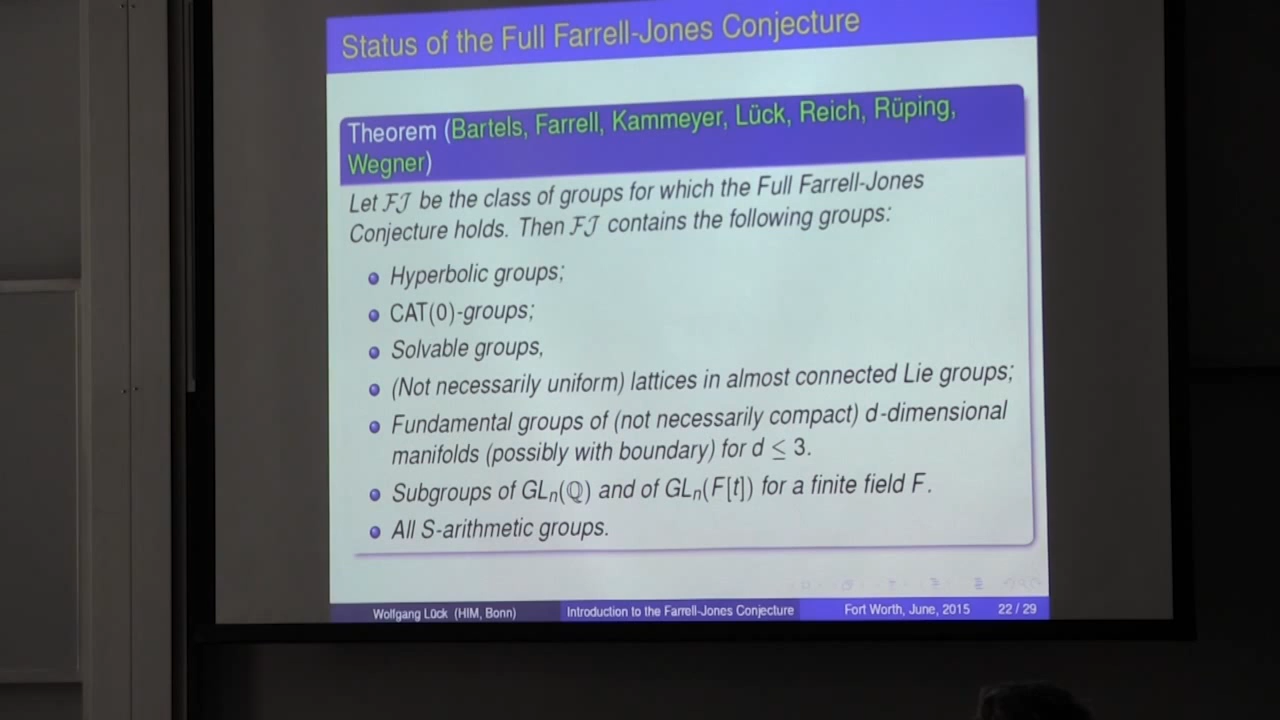 Status of the Full Farrell-Jones Conjecture
Theorem (Bartels, Farrell, Kammeyer, Lück, Reich, Rüping,
Wegner)
Let ℱ𝒥 be the class of groups for which the Full Farrell-Jones
Conjecture holds. Then ℱ𝒥 contains the following groups:
Hyperbolic groups;
CAT(0)-groups;
Solvable groups,
(Not necessarily uniform) lattices in almost connected Lie groups;
Fundamental groups of (not necessarily compact) d-dimensional
manifolds (possibly with boundary) for d ≤ 3.
Subgroups of GLₙ(ℚ) and of GLₙ(F[t]) for a finite field F.
All S-arithmetic groups.
Wolfgang Lück (HIM, Bonn) Introduction to the Farrell-Jones Conjecture Fort Worth, June, 2015 22 / 29